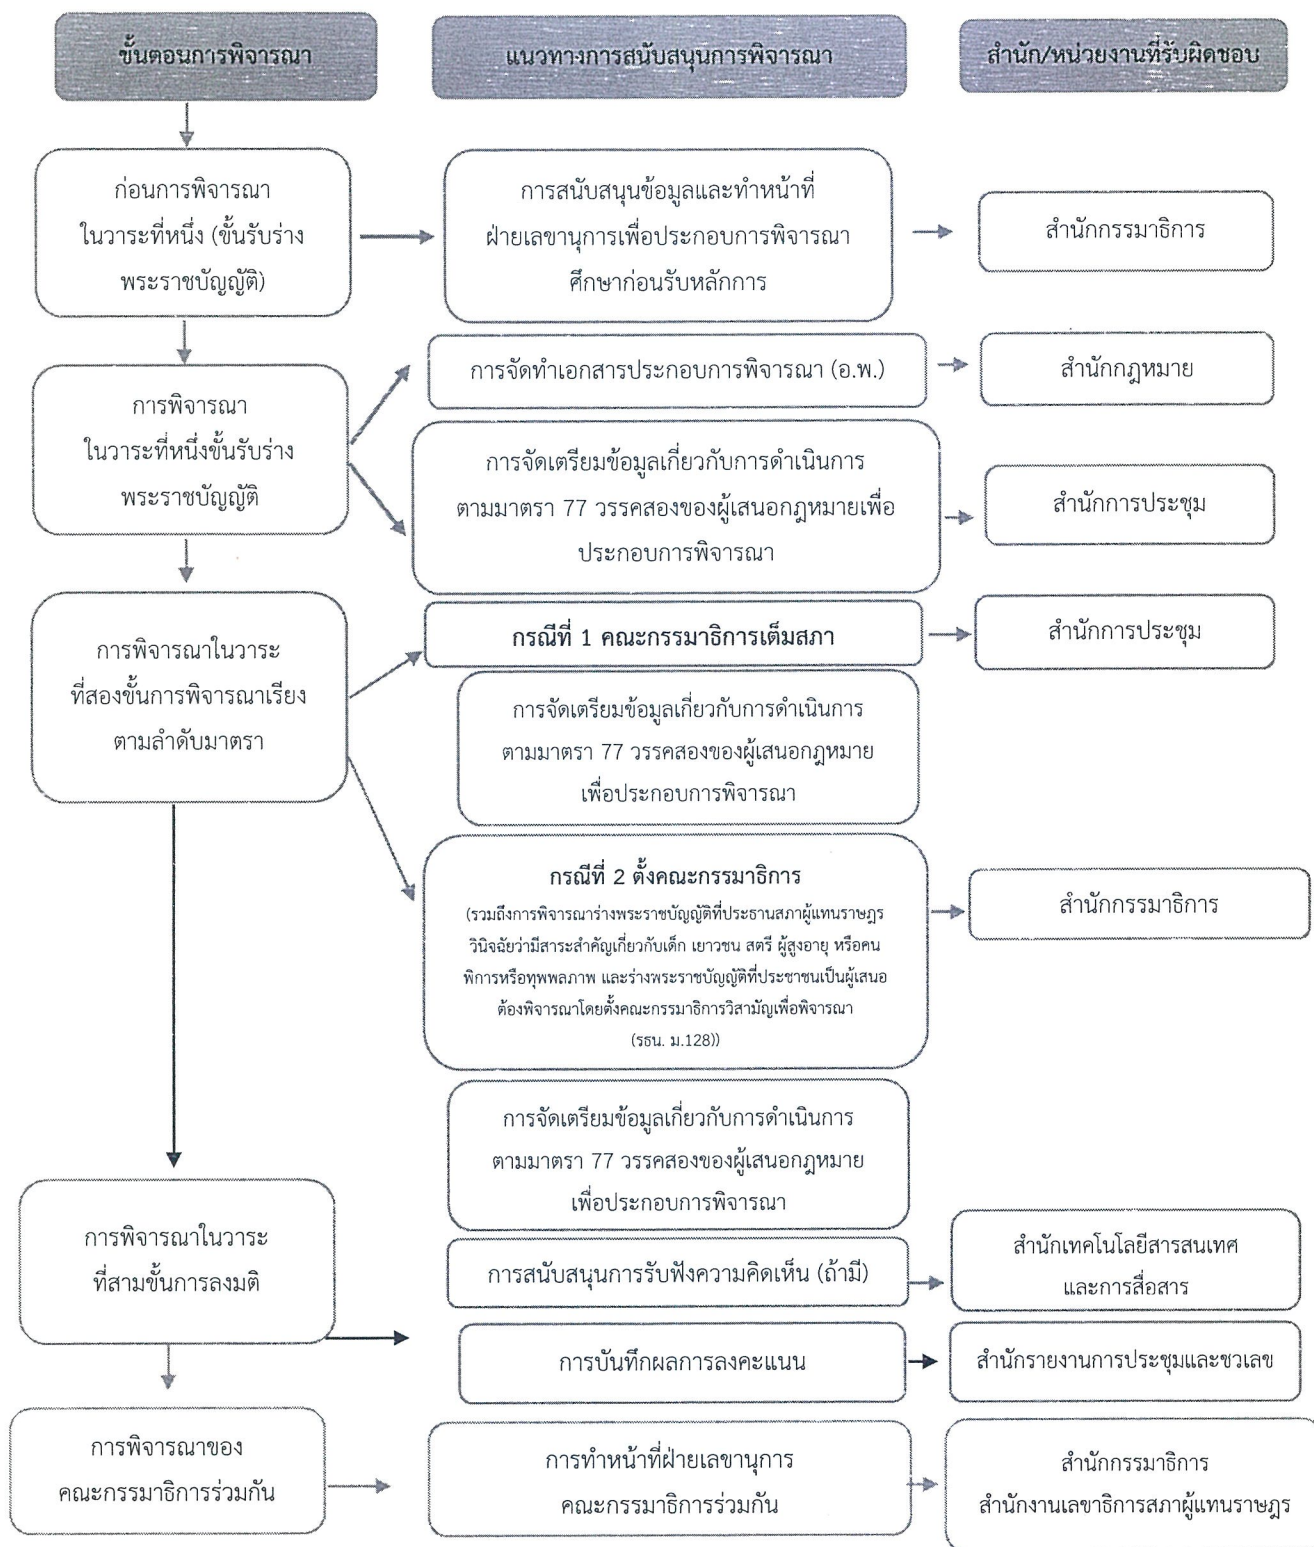 ขั้นตอนการพิจารณา
แนวทางการสนับสนุนการพิจารณา
สำนัก/หน่วยงานที่รับผิดชอบ
ก่อนการพิจารณา
ในวาระที่หนึ่ง (ขั้นรับร่าง
พระราชบัญญัติ)
การสนับสนุนข้อมูลและทำหน้าที่
ฝ่ายเลขานุการเพื่อประกอบการพิจารณา
ศึกษาก่อนรับหลักการ
สำนักกรรมาธิการ
การพิจารณา
ในวาระที่หนึ่งขั้นรับร่าง
พระราชบัญญัติ
การจัดทำเอกสารประกอบการพิจารณา (อ.พ.)
สำนักกฎหมาย
การจัดเตรียมข้อมูลเกี่ยวกับการดำเนินการ
ตามมาตรา 77 วรรคสองของผู้เสนอกฎหมายเพื่อ
ประกอบการพิจารณา
สำนักการประชุม
การพิจารณาในวาระ
ที่สองขั้นการพิจารณาเรียง
ตามลำดับมาตรา
กรณีที่ 1 คณะกรรมาธิการเต็มสภา
สำนักการประชุม
การจัดเตรียมข้อมูลเกี่ยวกับการดำเนินการ
ตามมาตรา 77 วรรคสองของผู้เสนอกฎหมาย
เพื่อประกอบการพิจารณา
กรณีที่ 2 ตั้งคณะกรรมาธิการ
(รวมถึงการพิจารณาร่างพระราชบัญญัติที่ประธานสภาผู้แทนราษฎร
วินิจฉัยว่ามีสาระสำคัญเกี่ยวกับเด็ก เยาวชน สตรี ผู้สูงอายุ หรือคน
พิการหรือทุพพลภาพ และร่างพระราชบัญญัติที่ประชาชนเป็นผู้เสนอ
ต้องพิจารณาโดยตั้งคณะกรรมาธิการวิสามัญเพื่อพิจารณา
(รธน. ม.128))
สำนักกรรมาธิการ
การจัดเตรียมข้อมูลเกี่ยวกับการดำเนินการ
ตามมาตรา 77 วรรคสองของผู้เสนอกฎหมาย
เพื่อประกอบการพิจารณา
การพิจารณาในวาระ
ที่สามขั้นการลงมติ
การสนับสนุนการรับฟังความคิดเห็น (ถ้ามี)
สำนักเทคโนโลยีสารสนเทศ
และการสื่อสาร
การบันทึกผลการลงคะแนน
สำนักรายงานการประชุมและชวเลข
การพิจารณาของ
คณะกรรมาธิการร่วมกัน
การทำหน้าที่ฝ่ายเลขานุการ
คณะกรรมาธิการร่วมกัน
สำนักกรรมาธิการ
สำนักงานเลขาธิการสภาผู้แทนราษฎร